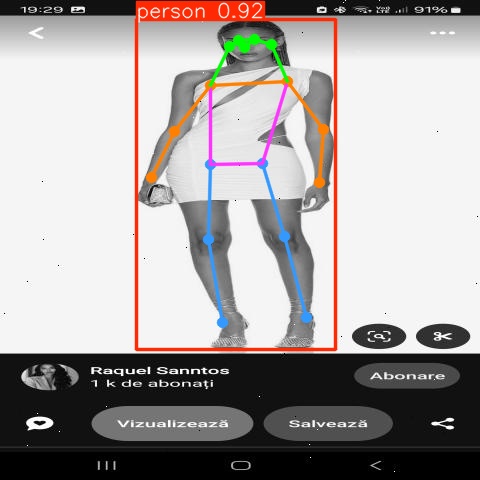 19:29 91%
person 0.92
Raquel Sanntos
1 k de abonați
Abonare
Vizualizează
Salvează